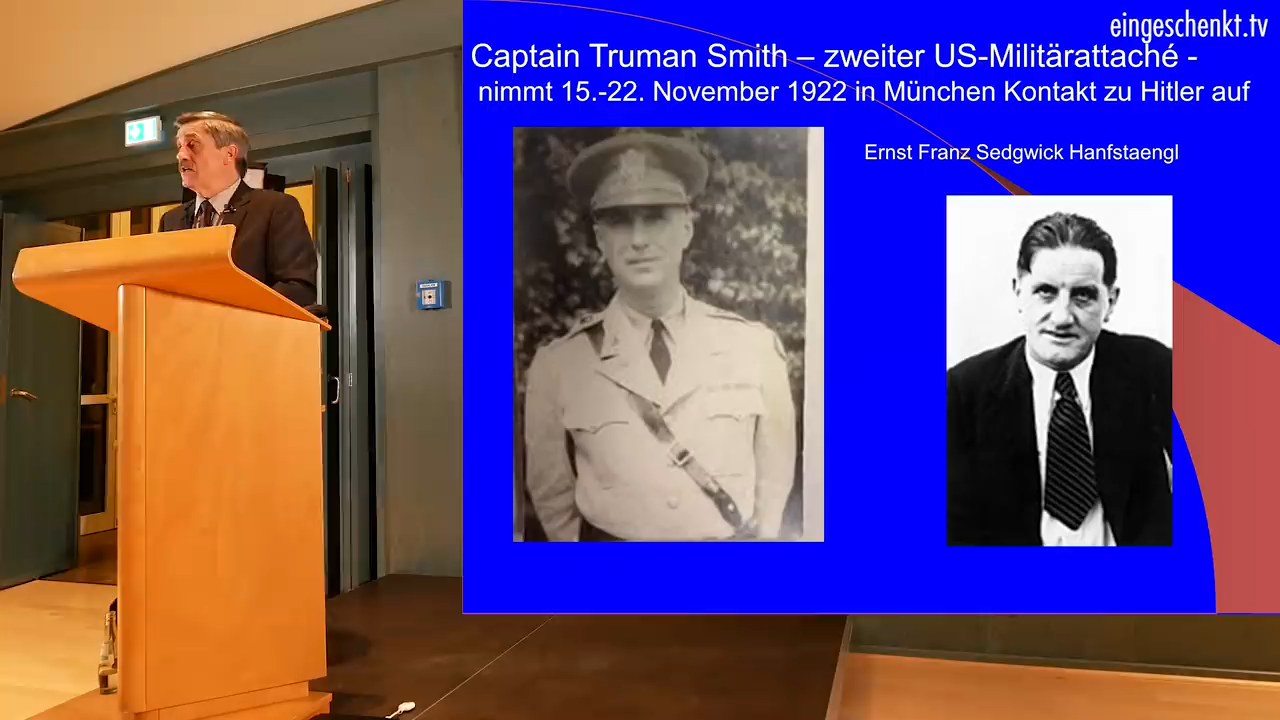 eingeschenkt.tv
Captain Truman Smith – zweiter US-Militärattaché -
nimmt 15.-22. November 1922 in München Kontakt zu Hitler auf
Ernst Franz Sedgwick Hanfstaengl